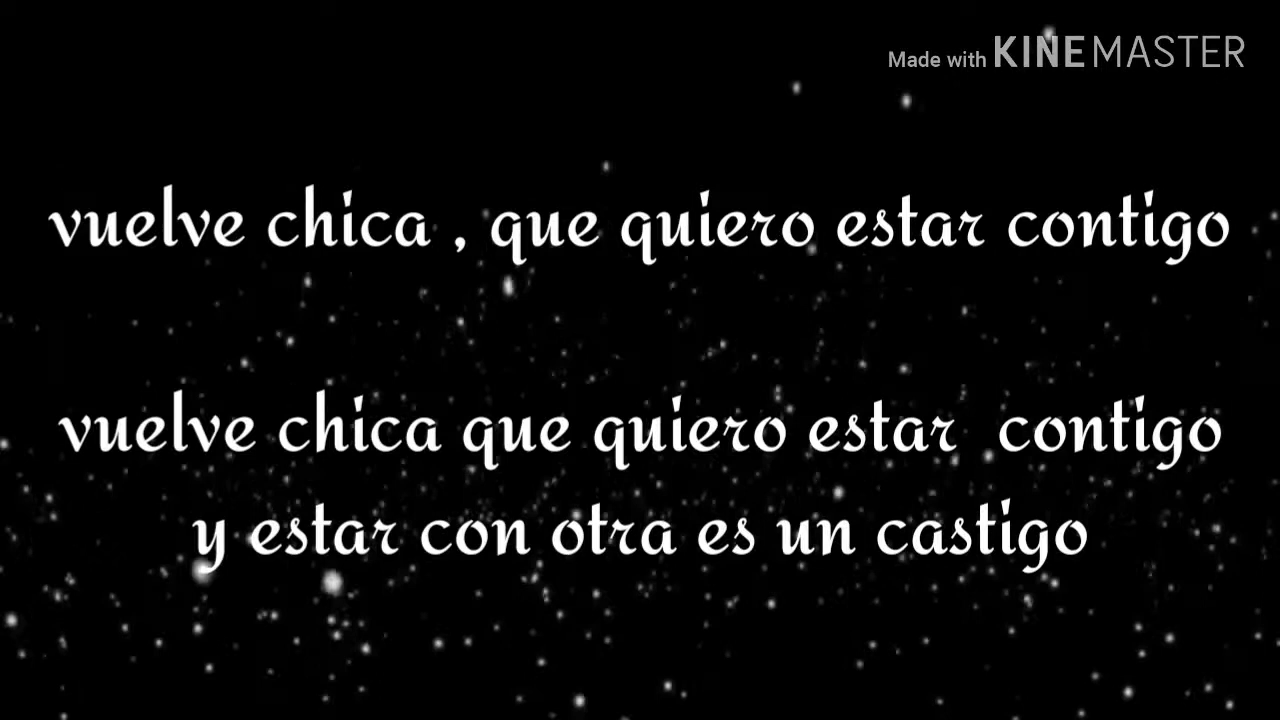 Made with KINEMASTER
vuelve chica , que quiero estar contigo
vuelve chica que quiero estar contigo
y estar con otra es un castigo